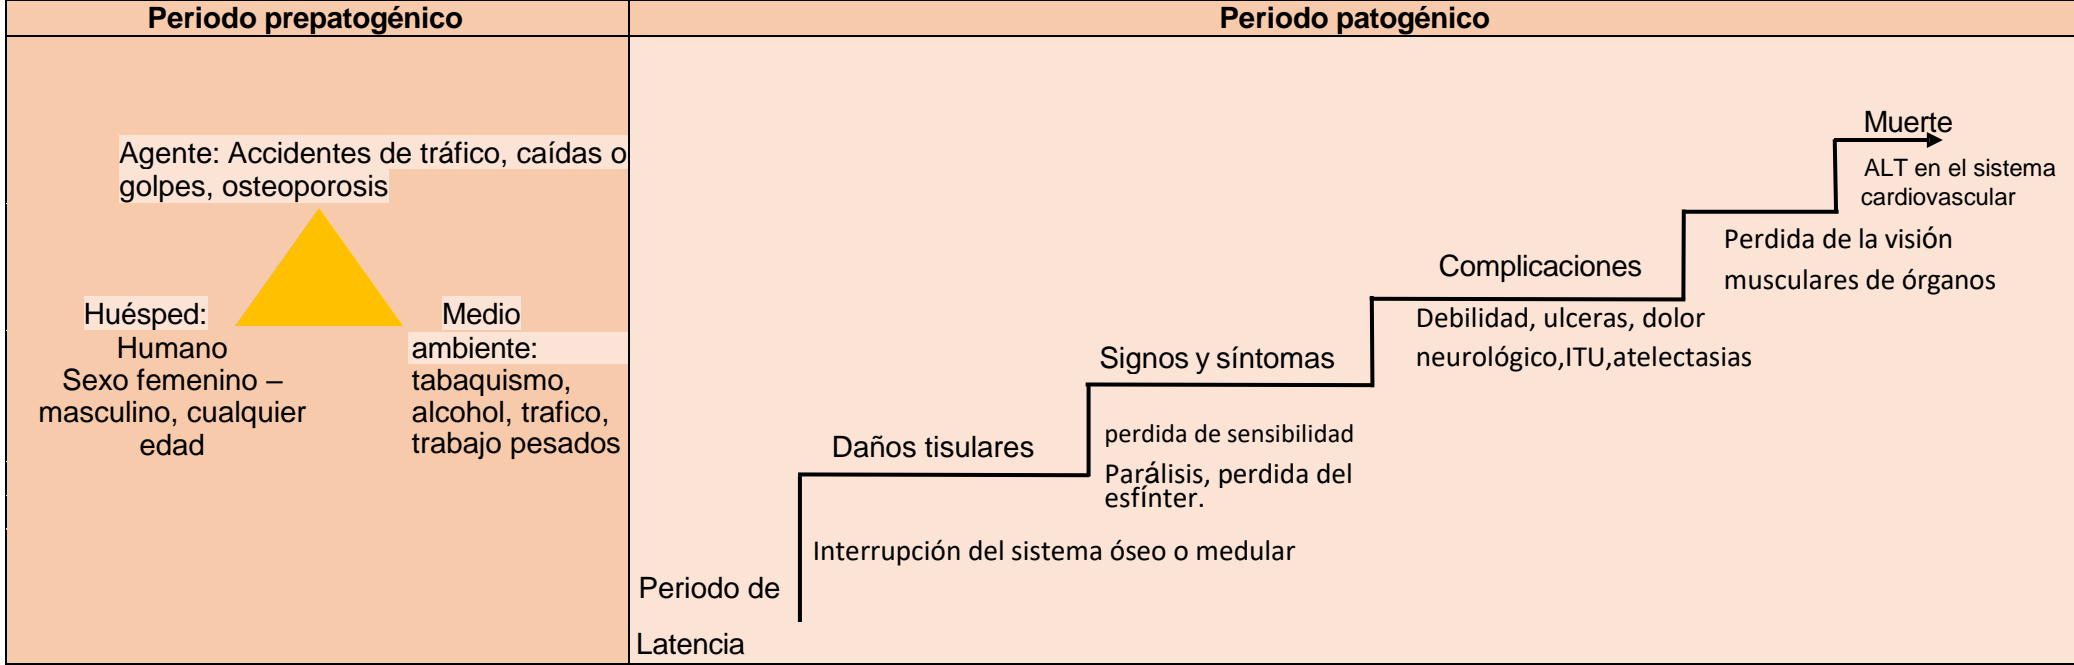 Periodo prepatogénico
Periodo patogénico
Agente: Accidentes de tráfico, caídas o
golpes, osteoporosis
Huésped:
Humano
Sexo femenino –
masculino, cualquier
edad
Medio
ambiente:
tabaquismo,
alcohol, trafico,
trabajo pesados
Periodo de
Latencia
Interrupción del sistema óseo o medular
Daños tisulares
perdida de sensibilidad
Parálisis, perdida del
esfínter.
Signos y síntomas
Debilidad, ulceras, dolor
neurológico,ITU,atelectasias
Complicaciones
Perdida de la visión
musculares de órganos
Muerte
ALT en el sistema
cardiovascular